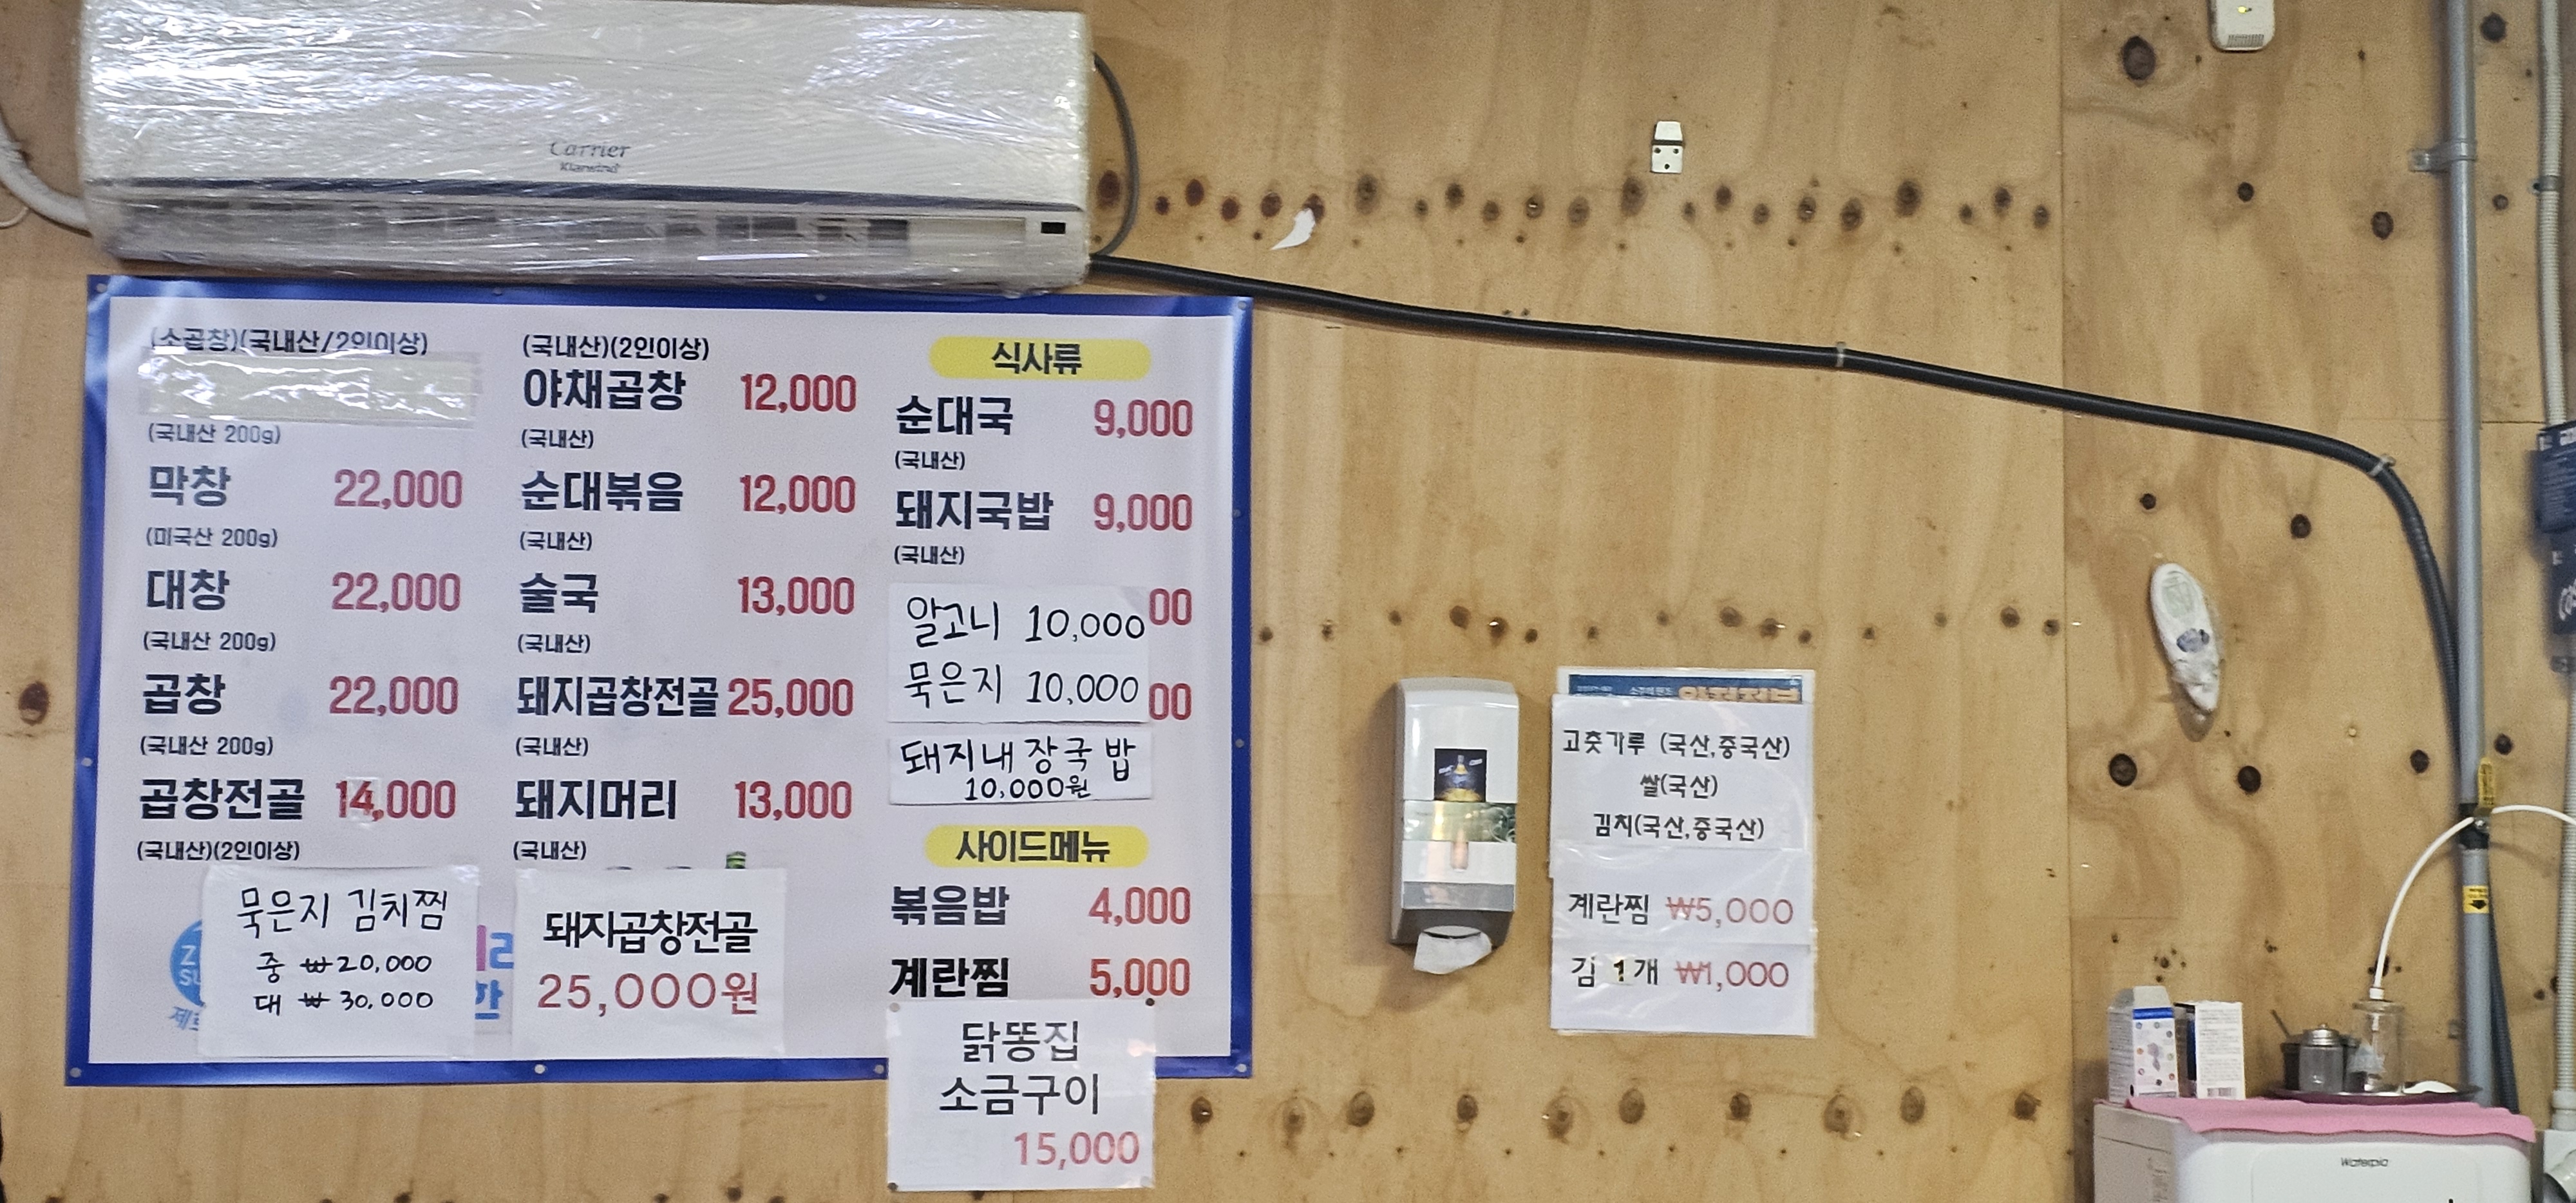 Carrier
Klarwind
(소곱창)(국내산/2인이상)
(국내산 200g)
막창 22,000
(미국산 200g)
대창 22,000
(국내산 200g)
곱창 22,000
(국내산 200g)
곱창전골 14,000
(국내산)(2인이상)
묵은지 김치찜
중 ₩20,000
대 ₩30,000
(국내산)(2인이상)
야채곱창 12,000
(국내산)
순대볶음 12,000
(국내산)
술국 13,000
(국내산)
돼지곱창전골 25,000
(국내산)
돼지머리 13,000
(국내산)
돼지곱창전골
25,000원
식사류
순대국 9,000
(국내산)
돼지국밥 9,000
(국내산)
알고니 10,000 00
묵은지 10,000 00
돼지내장국밥
10,000원
사이드메뉴
볶음밥 4,000
계란찜 5,000
닭똥집
소금구이
15,000
고춧가루 (국산,중국산)
쌀(국산)
김치(국산,중국산)
계란찜 ₩5,000
김 1개 ₩1,000
Waterpia